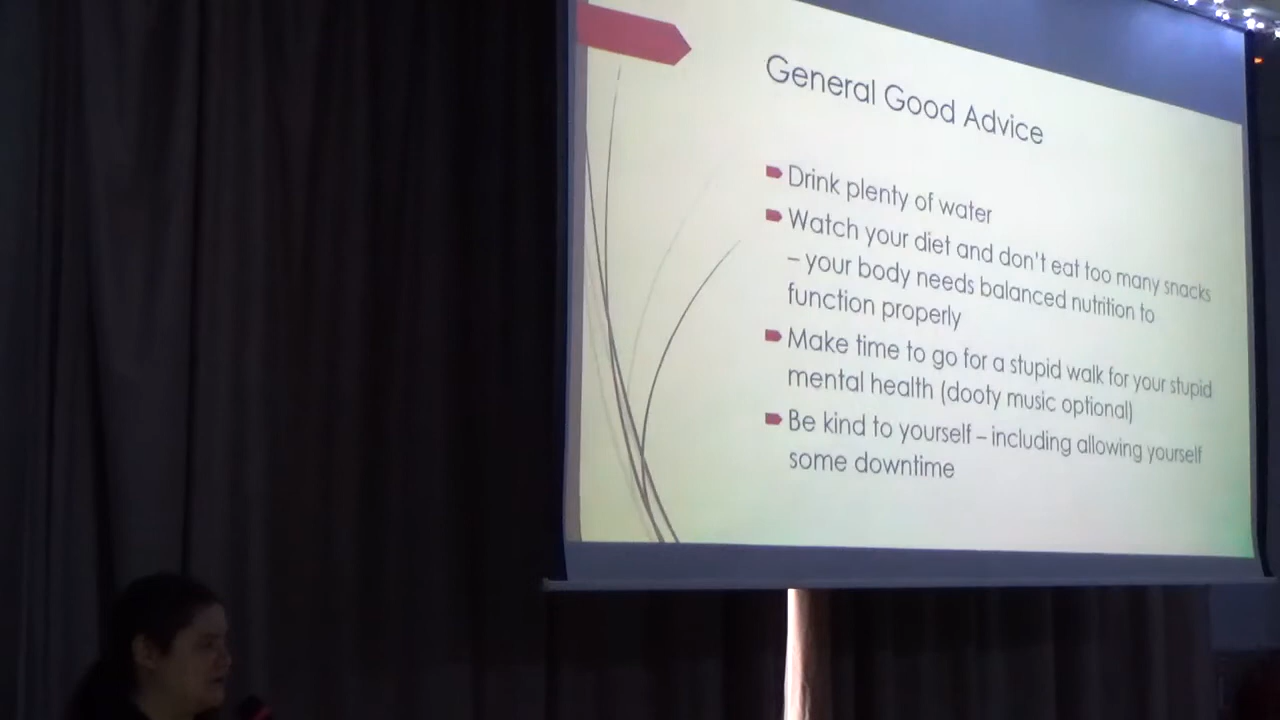 General Good Advice
Drink plenty of water
Watch your diet and don't eat too many snacks
– your body needs balanced nutrition to
function properly
Make time to go for a stupid walk for your stupid
mental health (dooty music optional)
Be kind to yourself – including allowing yourself
some downtime